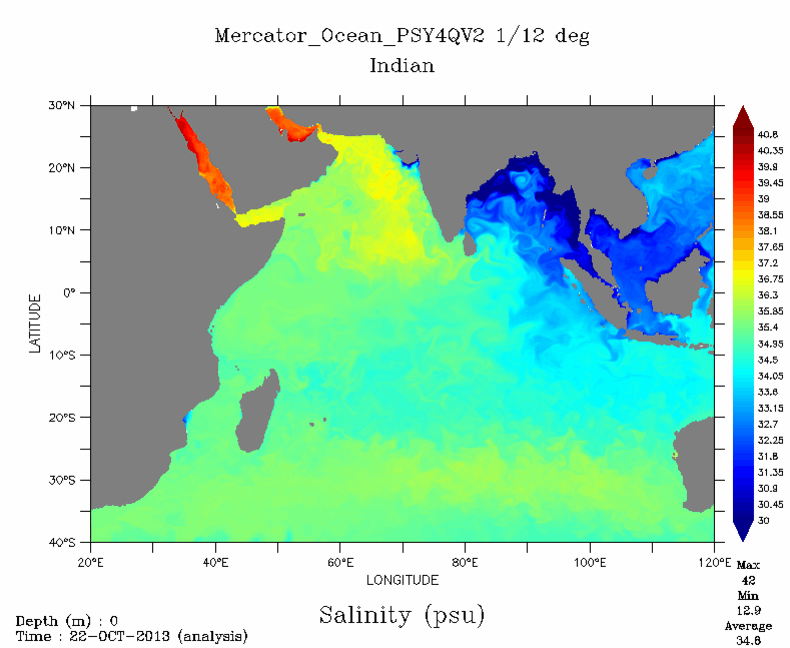 Mercator_Ocean_PSY4QV2 1/12 deg
Indian
30°N
20°N
10°N
0°
10°S
20°S
30°S
40°S
LATITUDE
20°E 40°E 60°E 80°E 100°E 120°E
LONGITUDE
40.8
40.35
39.9
39.45
39
38.55
38.1
37.65
37.2
36.75
36.3
35.85
35.4
34.95
34.5
34.05
33.6
33.15
32.7
32.25
31.8
31.35
30.9
30.45
30
Max
42
Min
12.9
Average
34.6
Salinity (psu)
Depth (m) : 0
Time : 22-OCT-2013 (analysis)